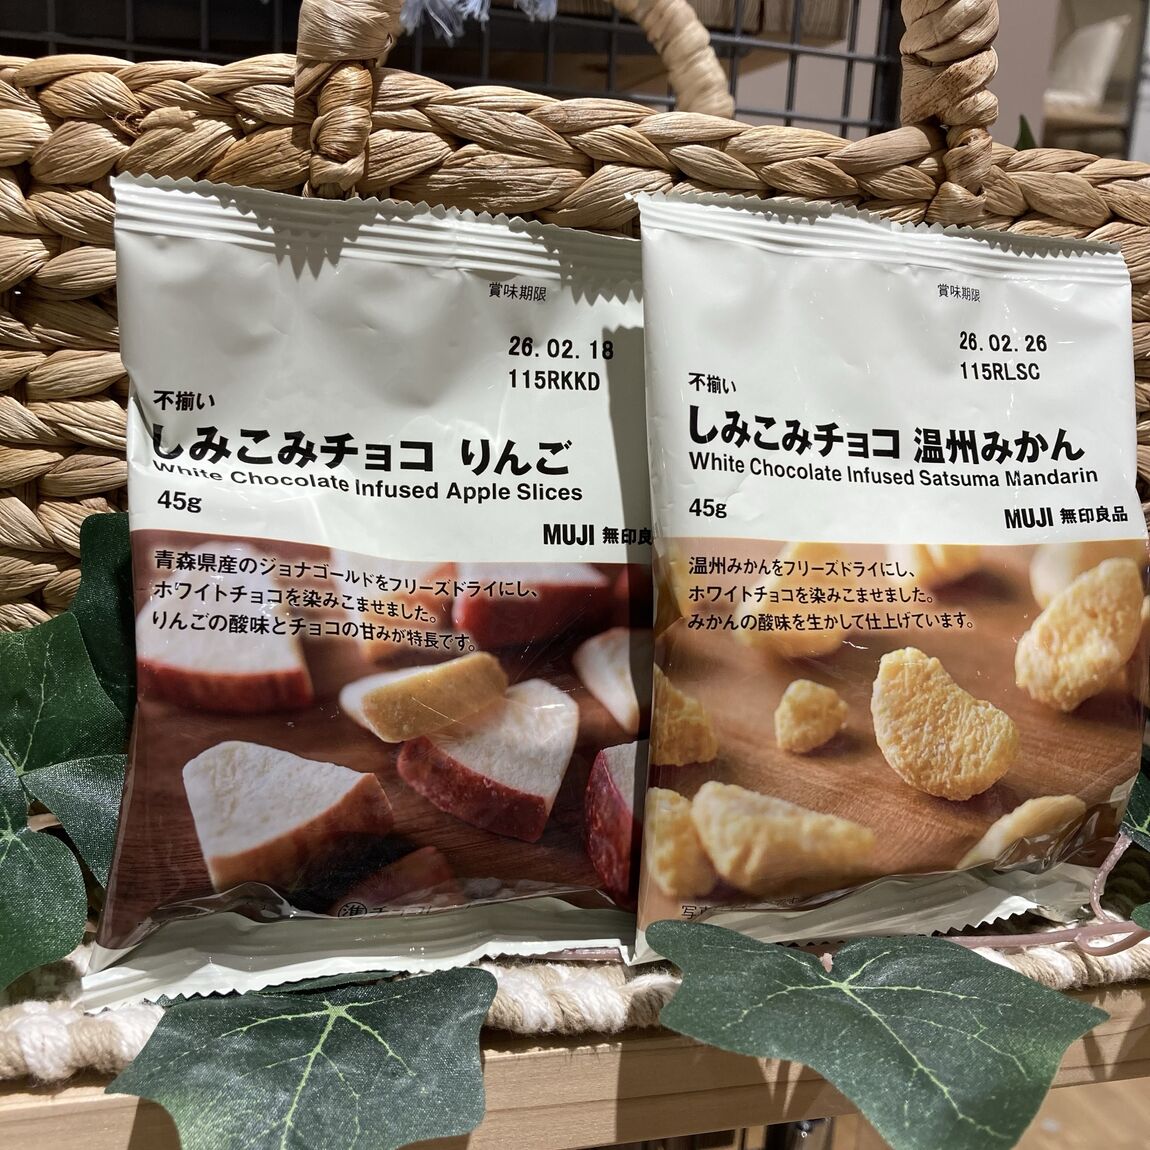 賞味期限
26.02.18
115RKKD
不揃い
しみこみチョコ りんご
White Chocolate Infused Apple Slices
45g
MUJI 無印良
青森県産のジョナゴールドをフリーズドライにし、
ホワイトチョコを染みこませました。
りんごの酸味とチョコの甘みが特長です。
賞味期限
26.02.26
115RLSC
不揃い
しみこみチョコ 温州みかん
White Chocolate Infused Satsuma Mandarin
45g
MUJI 無印良品
温州みかんをフリーズドライにし、
ホワイトチョコを染みこませました。
みかんの酸味を生かして仕上げています。